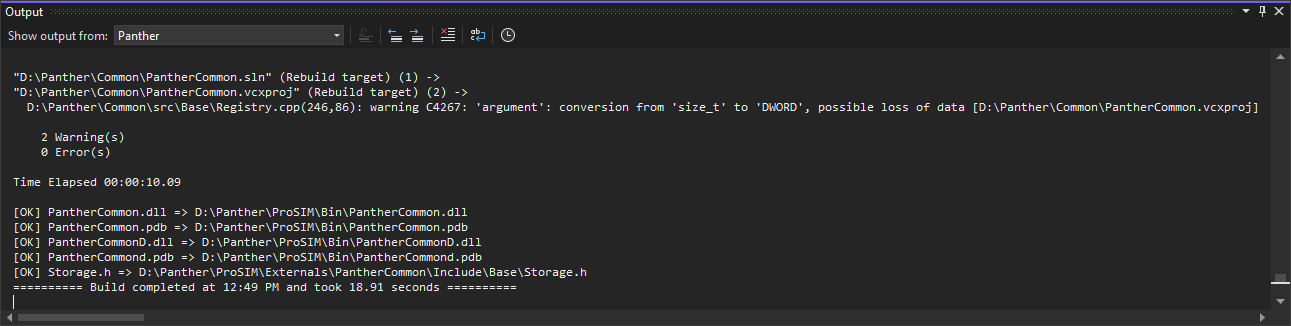 Output
Show output from: Panther
"D:\Panther\Common\PantherCommon.sln" (Rebuild target) (1) ->
"D:\Panther\Common\PantherCommon.vcxproj" (Rebuild target) (2) ->
D:\Panther\Common\src\Base\Registry.cpp(246,86): warning C4267: 'argument': conversion from 'size_t' to 'DWORD', possible loss of data [D:\Panther\Common\PantherCommon.vcxproj]
2 Warning(s)
0 Error(s)
Time Elapsed 00:00:10.09
[OK] PantherCommon.dll => D:\Panther\ProSIM\Bin\PantherCommon.dll
[OK] PantherCommon.pdb => D:\Panther\ProSIM\Bin\PantherCommon.pdb
[OK] PantherCommonD.dll => D:\Panther\ProSIM\Bin\PantherCommonD.dll
[OK] PantherCommond.pdb => D:\Panther\ProSIM\Bin\PantherCommond.pdb
[OK] Storage.h => D:\Panther\ProSIM\Externals\PantherCommon\Include\Base\Storage.h
========== Build completed at 12:49 PM and took 18.91 seconds ==========